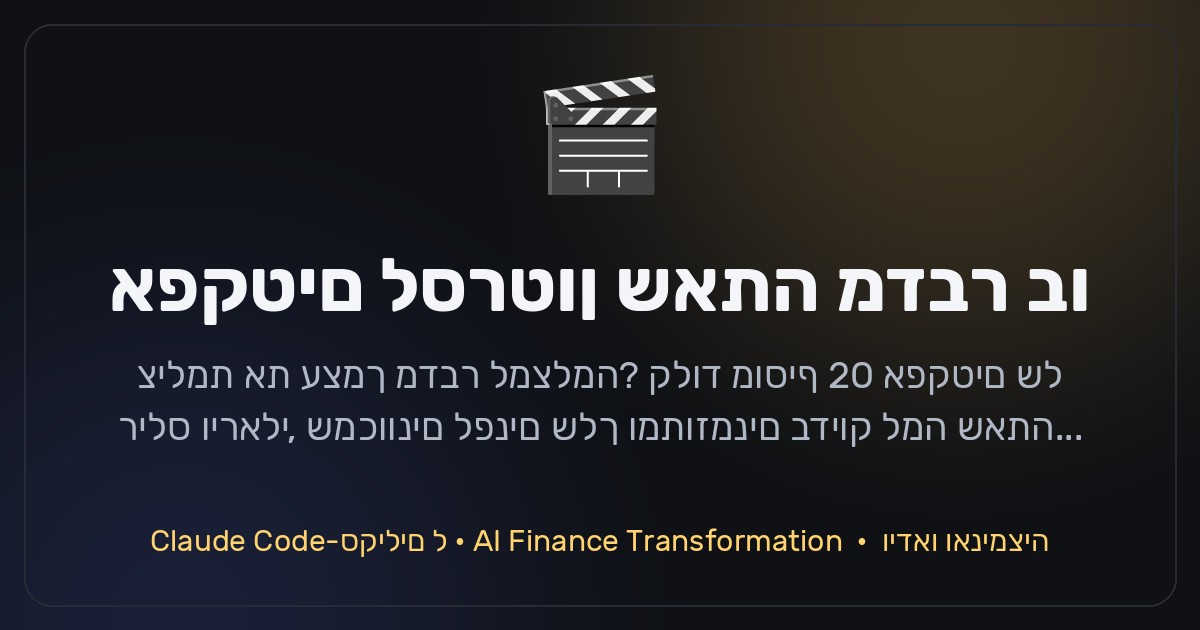 אפקטים לסרטון שאתה מדבר בו
צילמת את עצמך מדבר למצלמה? קלוד מוסיף 20 אפקטים של
רילס ויראלי, שמכוונים לפנים שלך ומתוזמנים בדיוק למה שאתה...
Claude Code-סקילים ל • AI Finance Transformation • וידאו ואנימציה